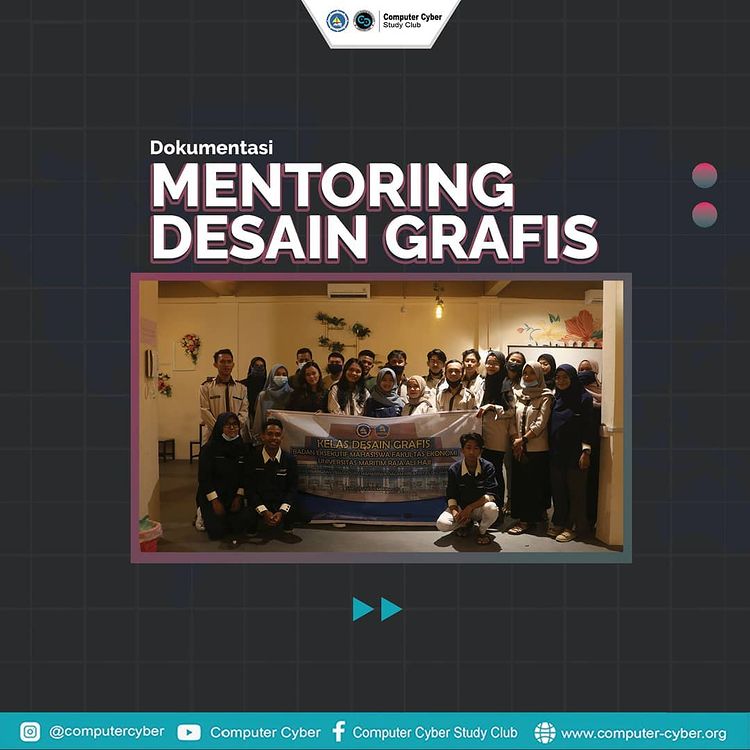 Computer Cyber
Study Club
Dokumentasi
MENTORING
DESAIN GRAFIS
KELAS DESAIN GRAFIS
BADAN EKSEKUTIF MAHASISWA FAKULTAS EKONOMI
UNIVERSITAS MARITIM RAJA ALI HAJI
@computercyber
Computer Cyber
Computer Cyber Study Club
www.computer-cyber.org